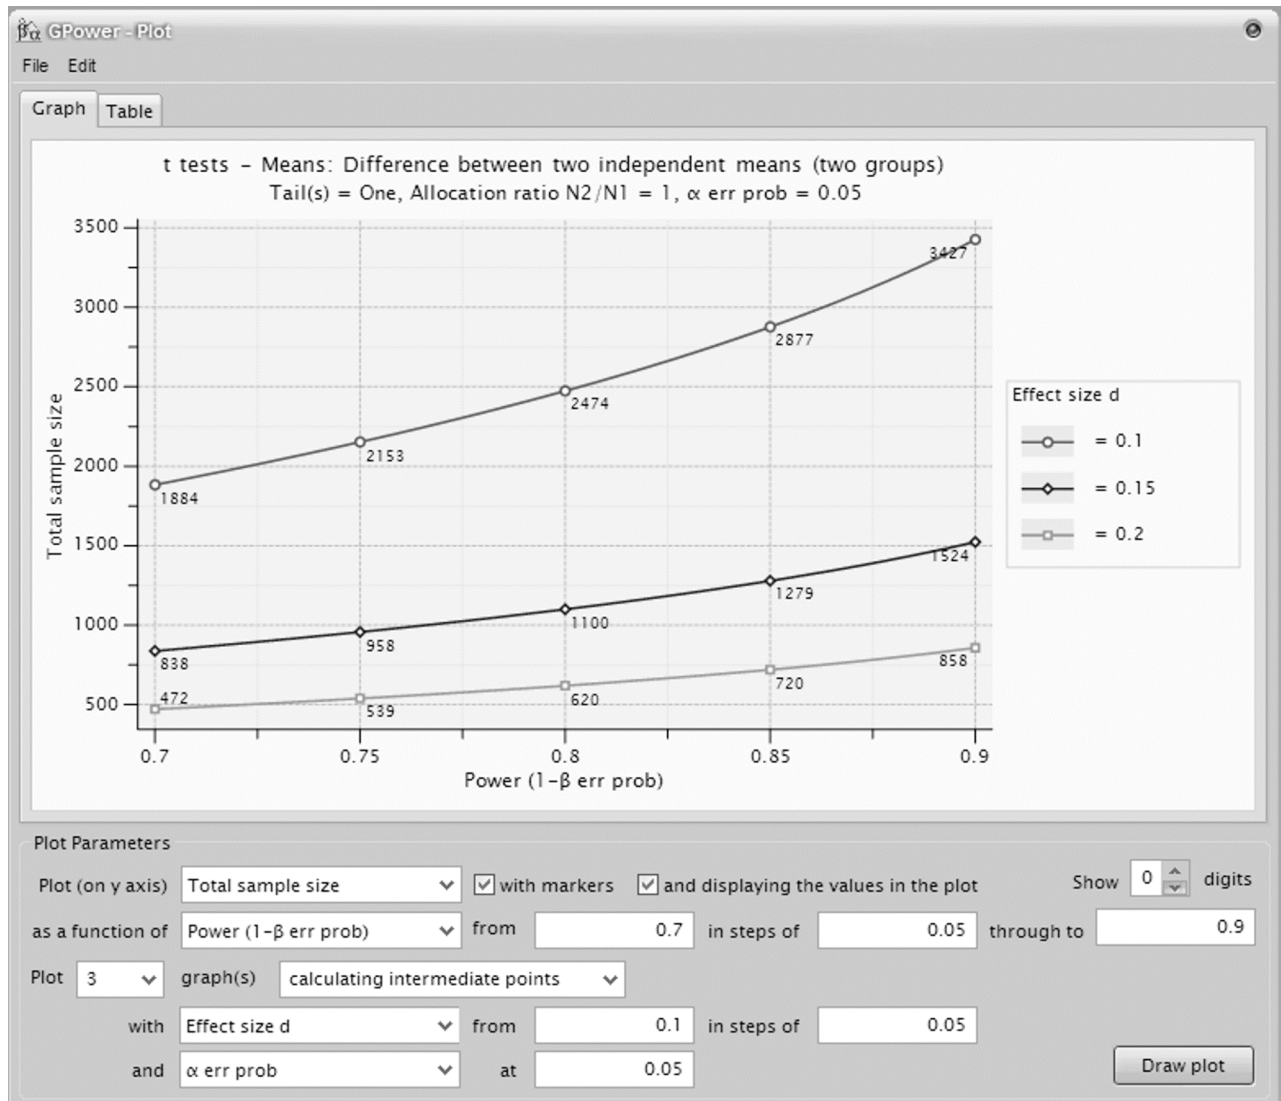 GPower - Plot
File Edit
Graph Table
t tests - Means: Difference between two independent means (two groups)
Tail(s) = One, Allocation ratio N2/N1 = 1, α err prob = 0.05
Total sample size
3500
3000
2500
2000
1500
1000
500
3427
2877
2474
2153
1884
1524
1279
1100
958
838
858
720
620
539
472
0.7 0.75 0.8 0.85 0.9
Power (1-β err prob)
Effect size d
= 0.1
= 0.15
= 0.2
Plot Parameters
Plot (on y axis) Total sample size with markers and displaying the values in the plot Show 0 digits
as a function of Power (1-β err prob) from 0.7 in steps of 0.05 through to 0.9
Plot 3 graph(s) calculating intermediate points
with Effect size d from 0.1 in steps of 0.05
and α err prob at 0.05 Draw plot